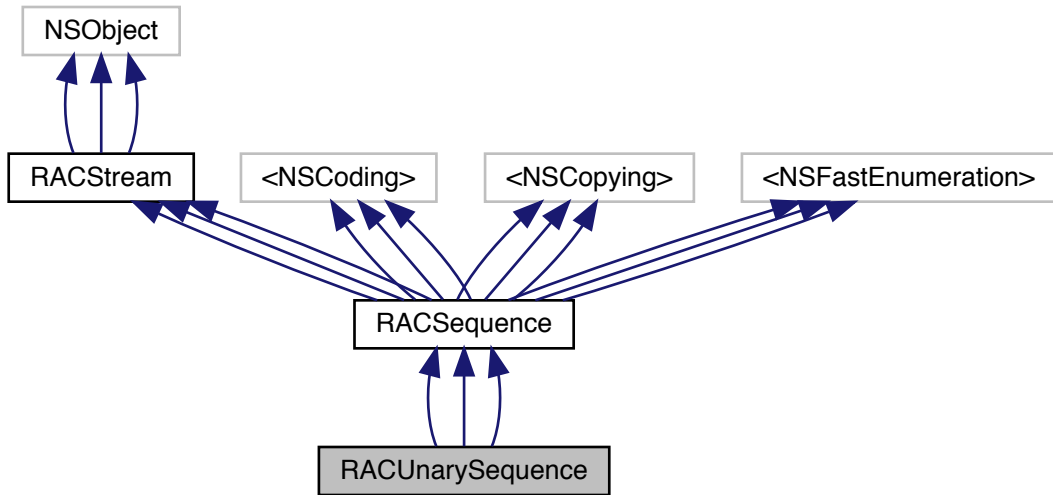 NSObject
RACStream
<NSCoding>
<NSCopying>
<NSFastEnumeration>
RACSequence
RACUnarySequence